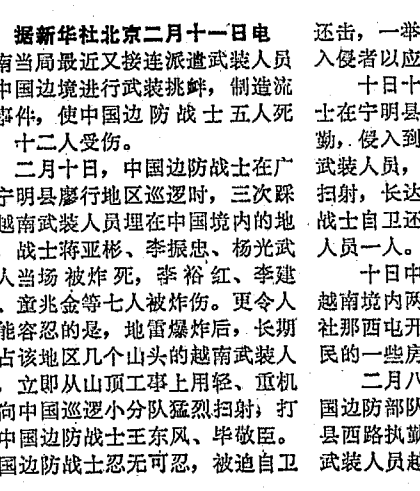 据新华社北京二月十一日电
南当局最近又接连派遣武装人员
中国边境进行武装挑衅，制造流
事件，使中国边防战士五人死
十二人受伤。
二月十日，中国边防战士在广
宁明县廖行地区巡逻时，三次踩
越南武装人员埋在中国境内的地
，战士蒋亚彬、李振忠、杨光武
人当场被炸死，李裕红、李建
、童兆金等七人被炸伤。更令人
能容忍的是，地雷爆炸后，长期
占该地区几个山头的越南武装人
，立即从山顶工事上用轻、重机
向中国巡逻小分队猛烈扫射，打
中国边防战士王东风、毕敬臣。
国边防战士忍无可忍，被迫自卫
还击，一举
入侵者以应
十日十
士在宁明县
勤，侵入到
武装人员，
扫射，长达
战士自卫还
人员一人。
十日中
越南境内两
社那西屯开
民的一些房
二月八
国边防部队
县西路执勤
武装人员越